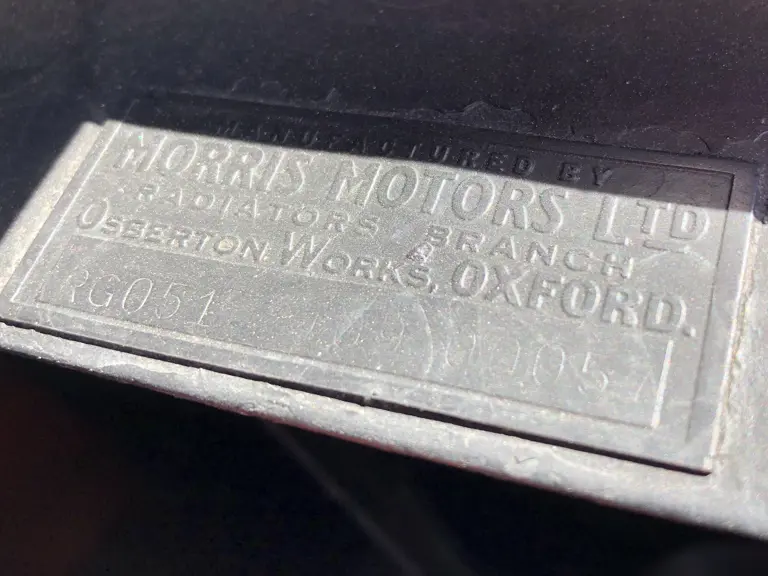 MANUFACTURED BY
MORRIS MOTORS LTD
RADIATORS BRANCH
OSBERTON WORKS, OXFORD.
RG051